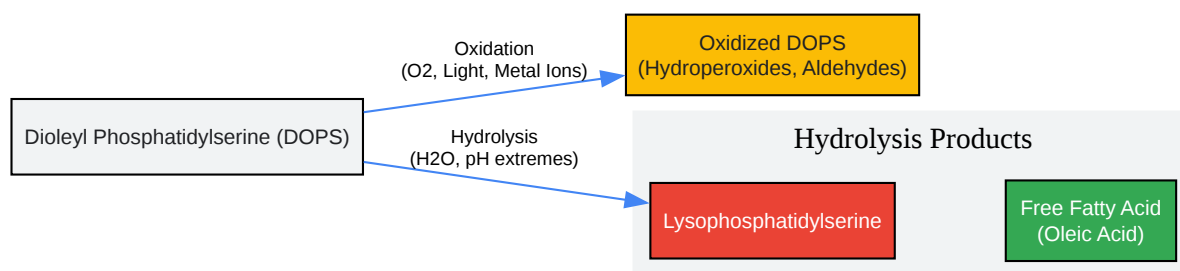 Dioleyl Phosphatidylserine (DOPS)
Oxidation
(O2, Light, Metal Ions)
Oxidized DOPS
(Hydroperoxides, Aldehydes)
Hydrolysis
(H2O, pH extremes)
Hydrolysis Products
Lysophosphatidylserine
Free Fatty Acid
(Oleic Acid)